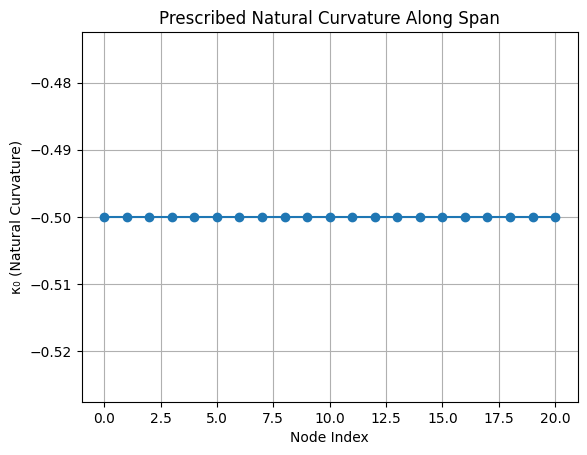 Prescribed Natural Curvature Along Span
κ₀ (Natural Curvature)
−0.48
−0.49
−0.50
−0.51
−0.52
0.0 2.5 5.0 7.5 10.0 12.5 15.0 17.5 20.0
Node Index